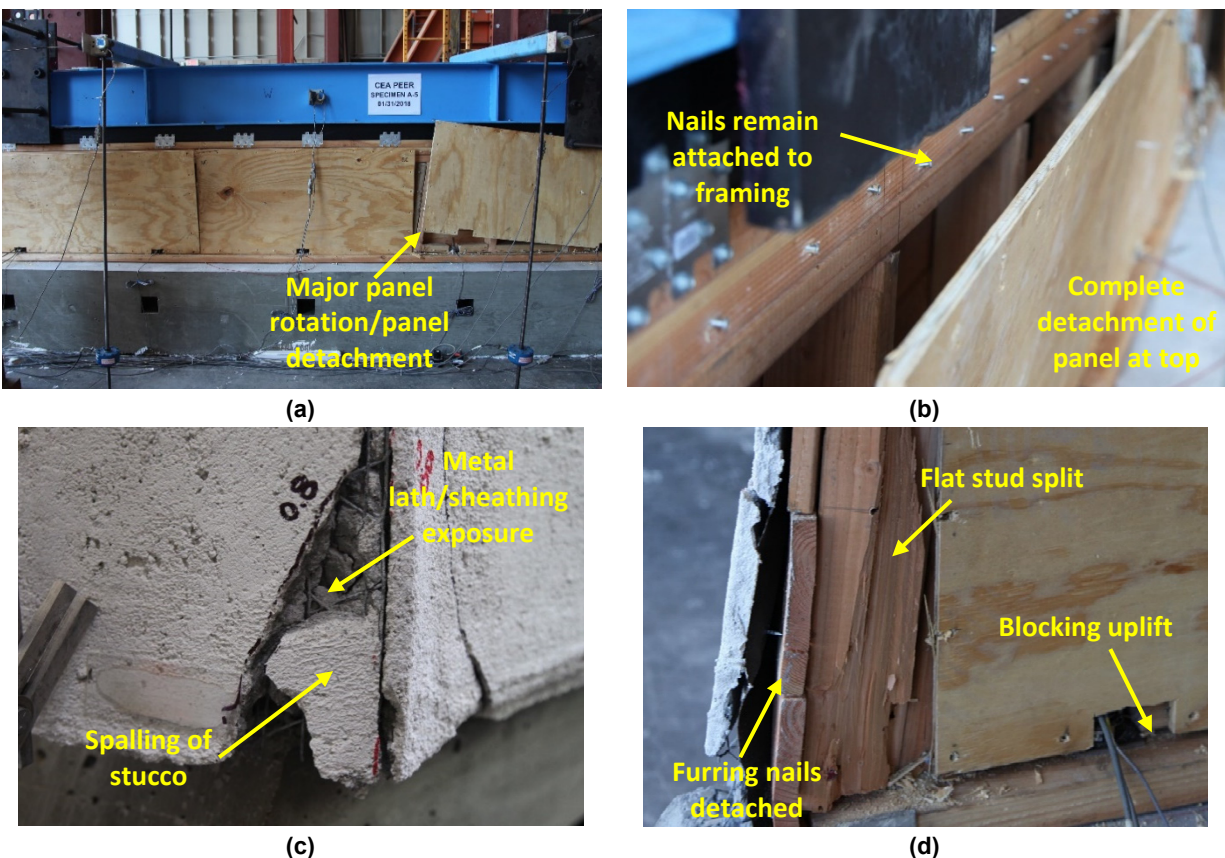 CEA PEER
SPECIMEN A-5
01/31/2018
Major panel
rotation/panel
detachment
(a)
Nails remain
attached to
framing
Complete
detachment of
panel at top
(b)
0.8
Metal
lath/sheathing
exposure
Spalling of
stucco
(c)
Flat stud split
Blocking uplift
Furring nails
detached
(d)